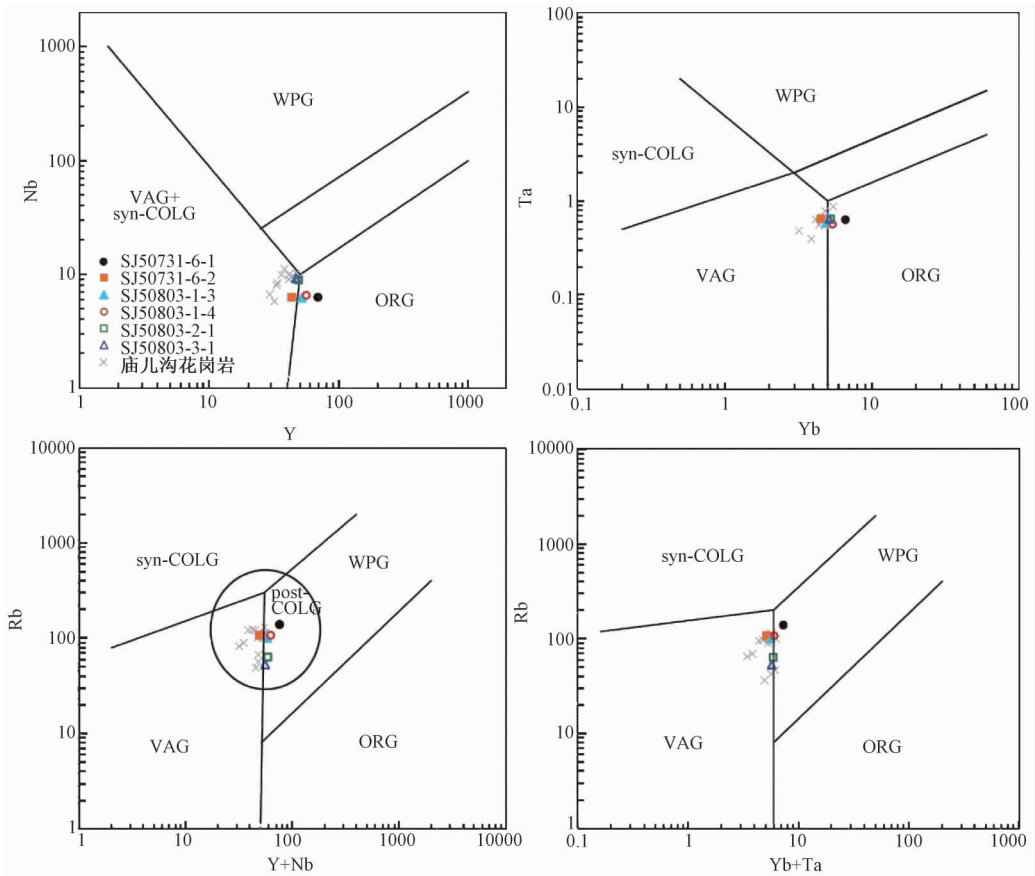 1000
100
10
1
Nb
WPG
VAG+
syn-COLG
ORG
SJ50731-6-1
SJ50731-6-2
SJ50803-1-3
SJ50803-1-4
SJ50803-2-1
SJ50803-3-1
庙儿沟花岗岩
1 10 100 1000
Y
100
10
1
0.1
0.01
Ta
WPG
syn-COLG
VAG
ORG
0.1 1 10 100
Yb
10000
1000
100
10
1
Rb
syn-COLG
WPG
post-
COLG
VAG
ORG
1 10 100 1000 10000
Y+Nb
10000
1000
100
10
1
Rb
syn-COLG
WPG
VAG
ORG
0.1 1 10 100 1000
Yb+Ta